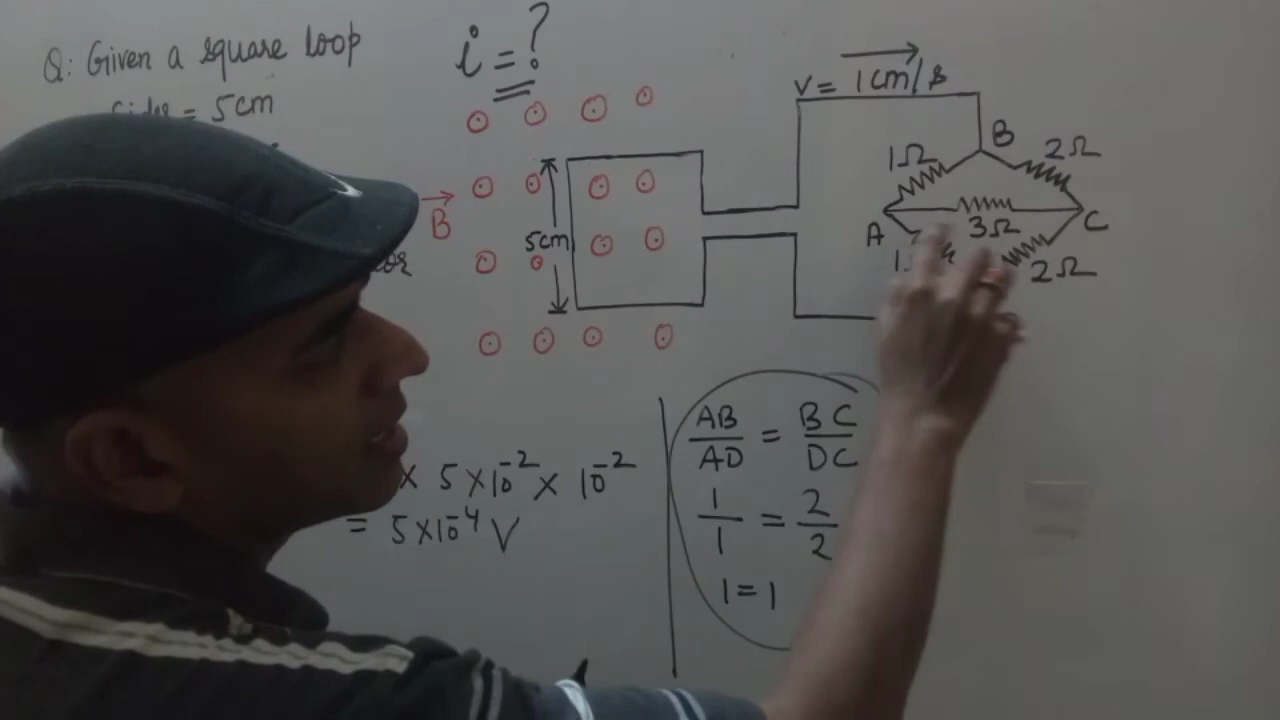 Q: Given a square loop
= 5cm
i = ?
V = 1cm/s
B
5cm
B
1Ω
2Ω
A
3Ω
C
2Ω
× 5×10⁻² × 10⁻²
= 5×10⁻⁴ V
AB/AD = BC/DC
1/1 = 2/2
1 = 1